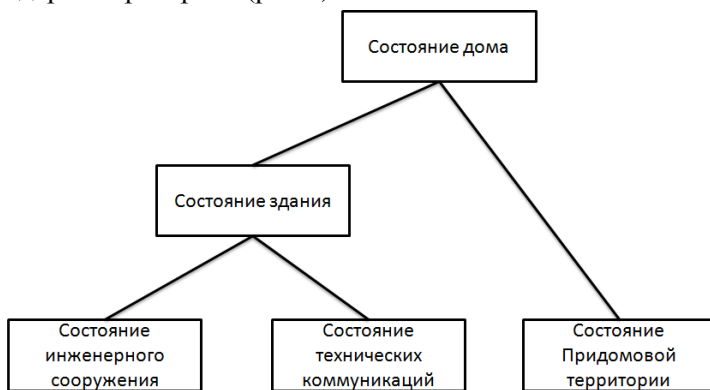 Состояние дома
Состояние здания
Состояние
инженерного
сооружения
Состояние
технических
коммуникаций
Состояние
Придомовой
территории